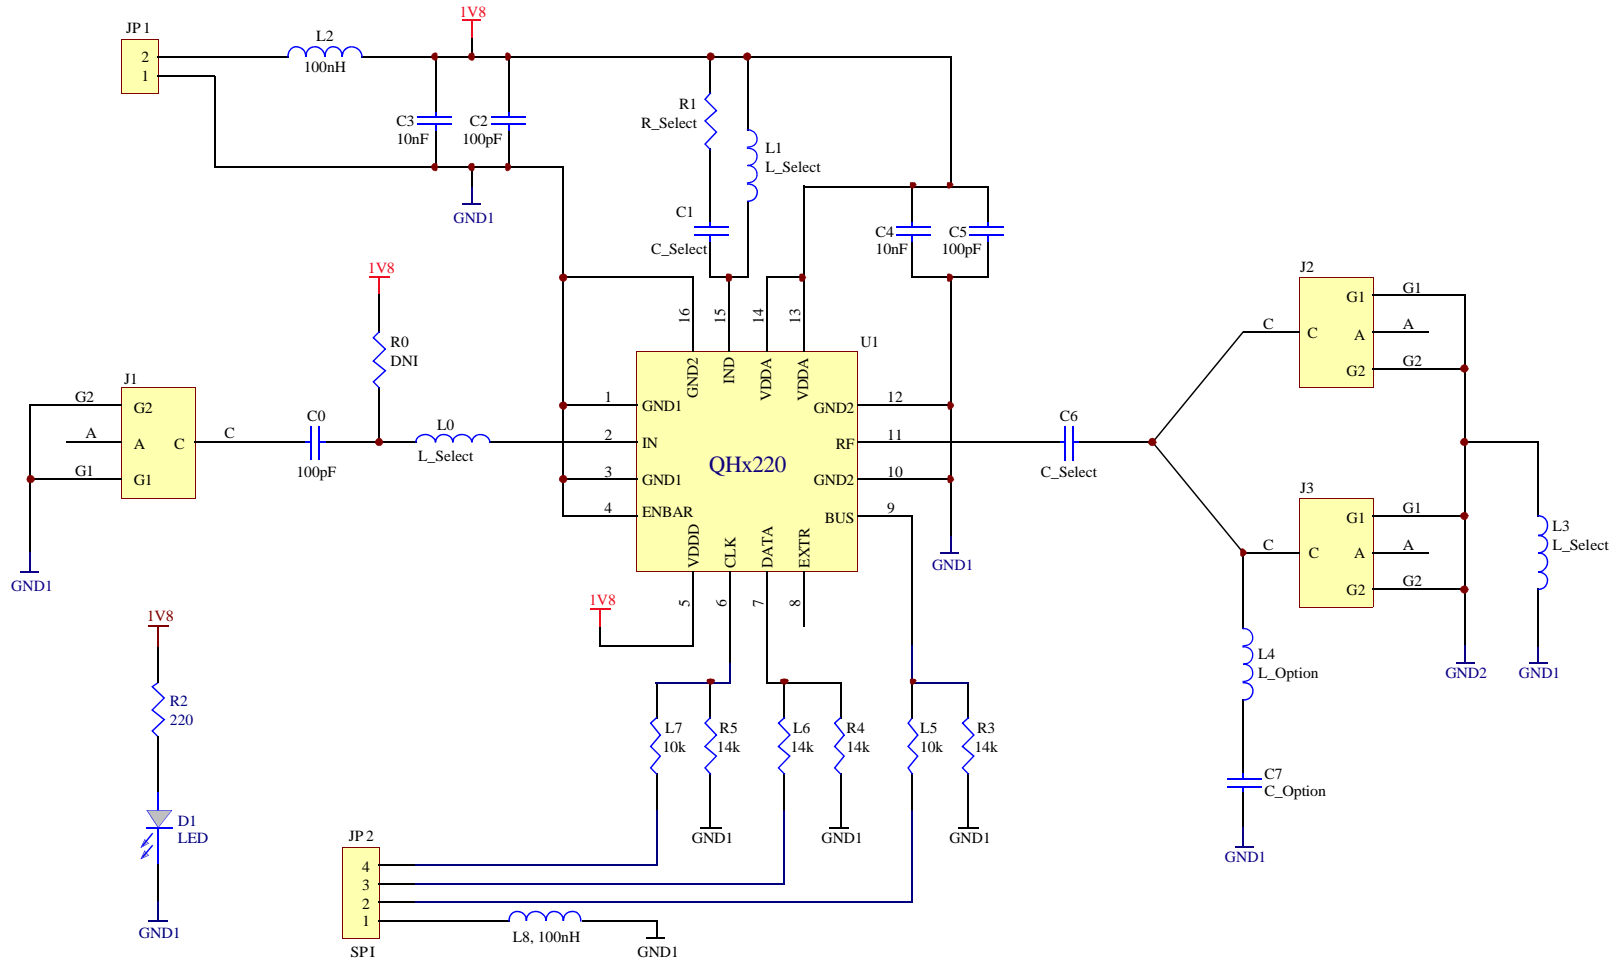 1V8
JP1
L2
100nH
2
1
C3
10nF
C2
100pF
R1
R_Select
L1
L_Select
C1
C_Select
GND1
C4
10nF
C5
100pF
1V8
R0
DNI
J1
G2
A
G1
G2
A
C
G1
C
C0
100pF
L0
L_Select
16
15
14
13
U1
GND2
IND
VDDA
VDDA
1
GND1
2
IN
3
GND1
4
ENBAR
QHx220
GND2
12
RF
11
GND2
10
BUS
9
VDDD
CLK
DATA
EXTR
5
6
7
8
1V8
GND1
C6
C_Select
J2
C
C
G1
A
G2
G1
A
G2
J3
C
C
G1
A
G2
G1
A
G2
L3
L_Select
GND2
GND1
L4
L_Option
C7
C_Option
GND1
GND1
1V8
R2
220
D1
LED
GND1
L7
10k
R5
14k
L6
14k
R4
14k
L5
10k
R3
14k
GND1
GND1
GND1
JP2
4
3
2
1
SPI
L8, 100nH
GND1